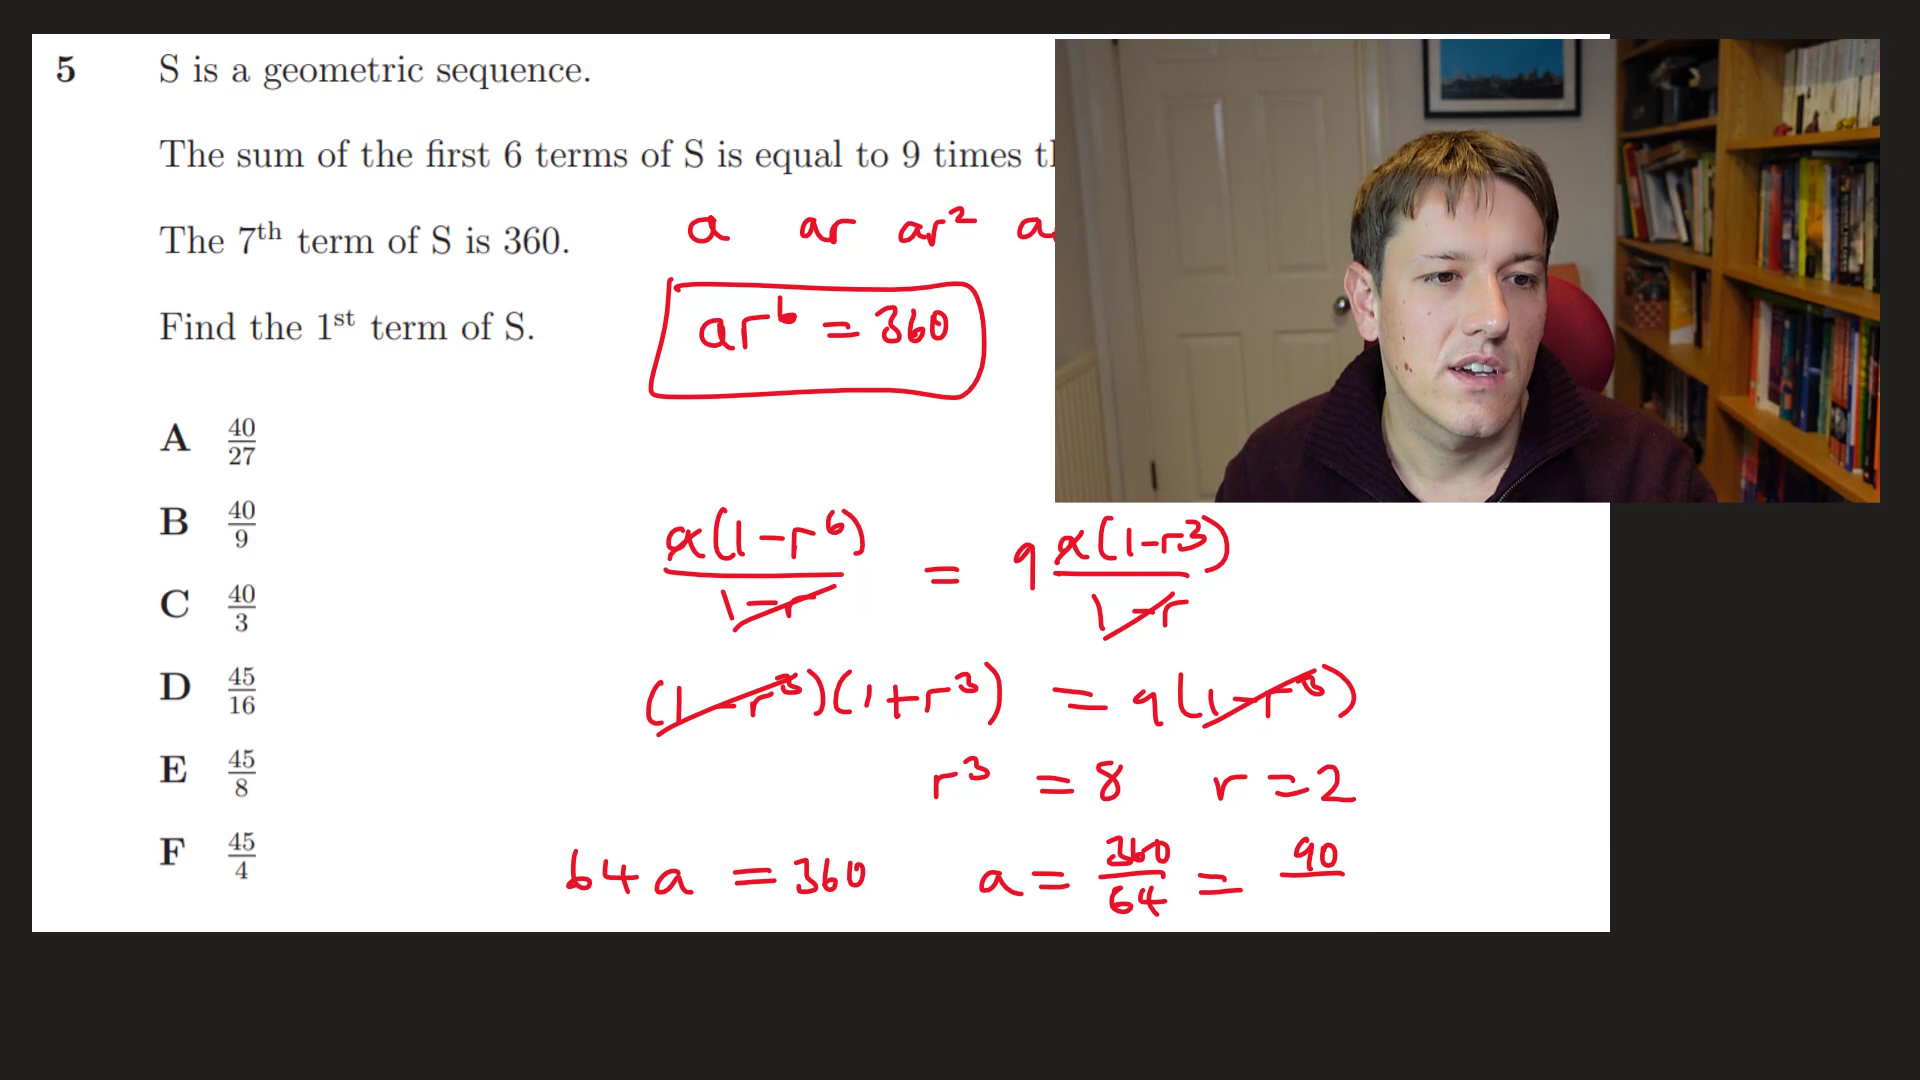 5 S is a geometric sequence.
The sum of the first 6 terms of S is equal to 9 times
The 7th term of S is 360.
a ar ar² a
Find the 1st term of S.
ar⁶ = 360
A 40/27
B 40/9
C 40/3
D 45/16
E 45/8
F 45/4
a(1-r⁶)/1-r = 9 a(1-r³)/1-r
(1-r³)(1+r³) = 9(1-r³)
r³ = 8 r = 2
64a = 360 a = 360/64 = 90